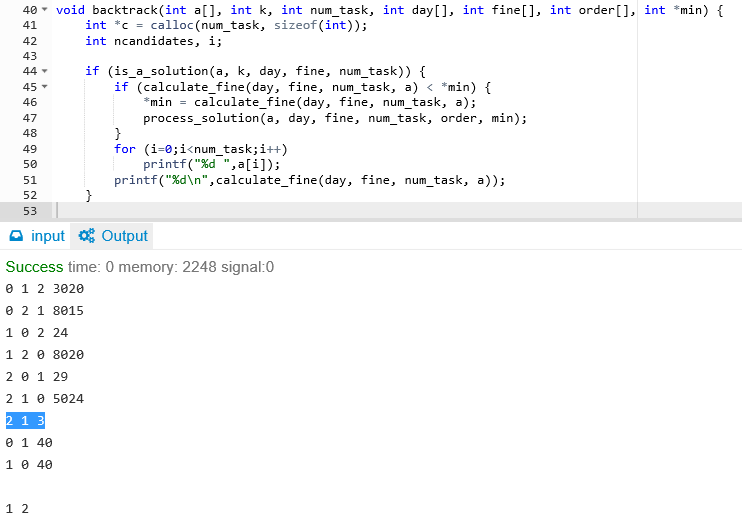 40 void backtrack(int a[], int k, int num_task, int day[], int fine[], int order[], int *min) {
41 int *c = calloc(num_task, sizeof(int));
42 int ncandidates, i;
43
44 if (is_a_solution(a, k, day, fine, num_task)) {
45 if (calculate_fine(day, fine, num_task, a) < *min) {
46 *min = calculate_fine(day, fine, num_task, a);
47 process_solution(a, day, fine, num_task, order, min);
48 }
49 for (i=0;i<num_task;i++)
50 printf("%d ",a[i]);
51 printf("%d\n",calculate_fine(day, fine, num_task, a));
52 }
53
input Output
Success time: 0 memory: 2248 signal:0
0 1 2 3020
0 2 1 8015
1 0 2 24
1 2 0 8020
2 0 1 29
2 1 0 5024
2 1 3
0 1 40
1 0 40
1 2